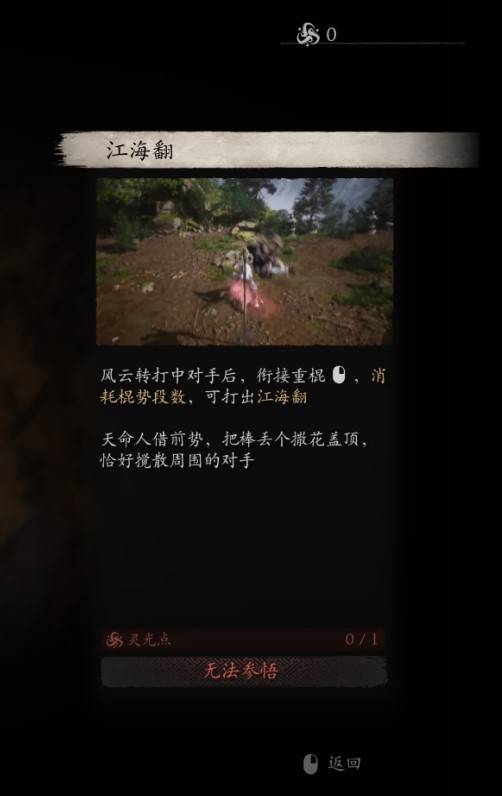 0
江海翻
风云转打中对手后，衔接重棍，消
耗棍势段数，可打出江海翻
天命人借前势，把棒丢个撒花盖顶，
恰好搅散周围的对手
灵光点 0/1
无法参悟
返回